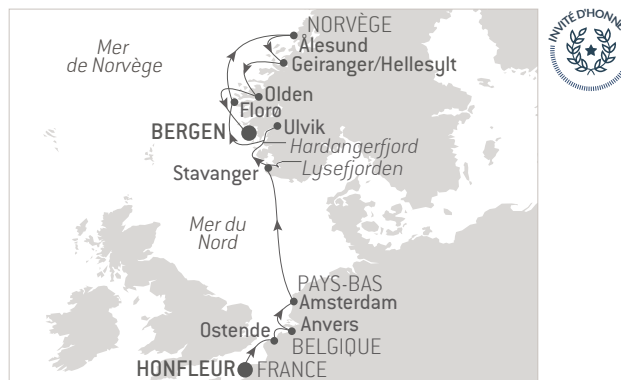 NORVÈGE
Ålesund
Geiranger/Hellesylt
Mer
de Norvège
Olden
Florø
BERGEN
Ulvik
Hardangerfjord
Lysefjorden
Stavanger
Mer du
Nord
PAYS-BAS
Amsterdam
Anvers
Ostende
BELGIQUE
HONFLEUR
FRANCE
INVITÉ D'HONNE